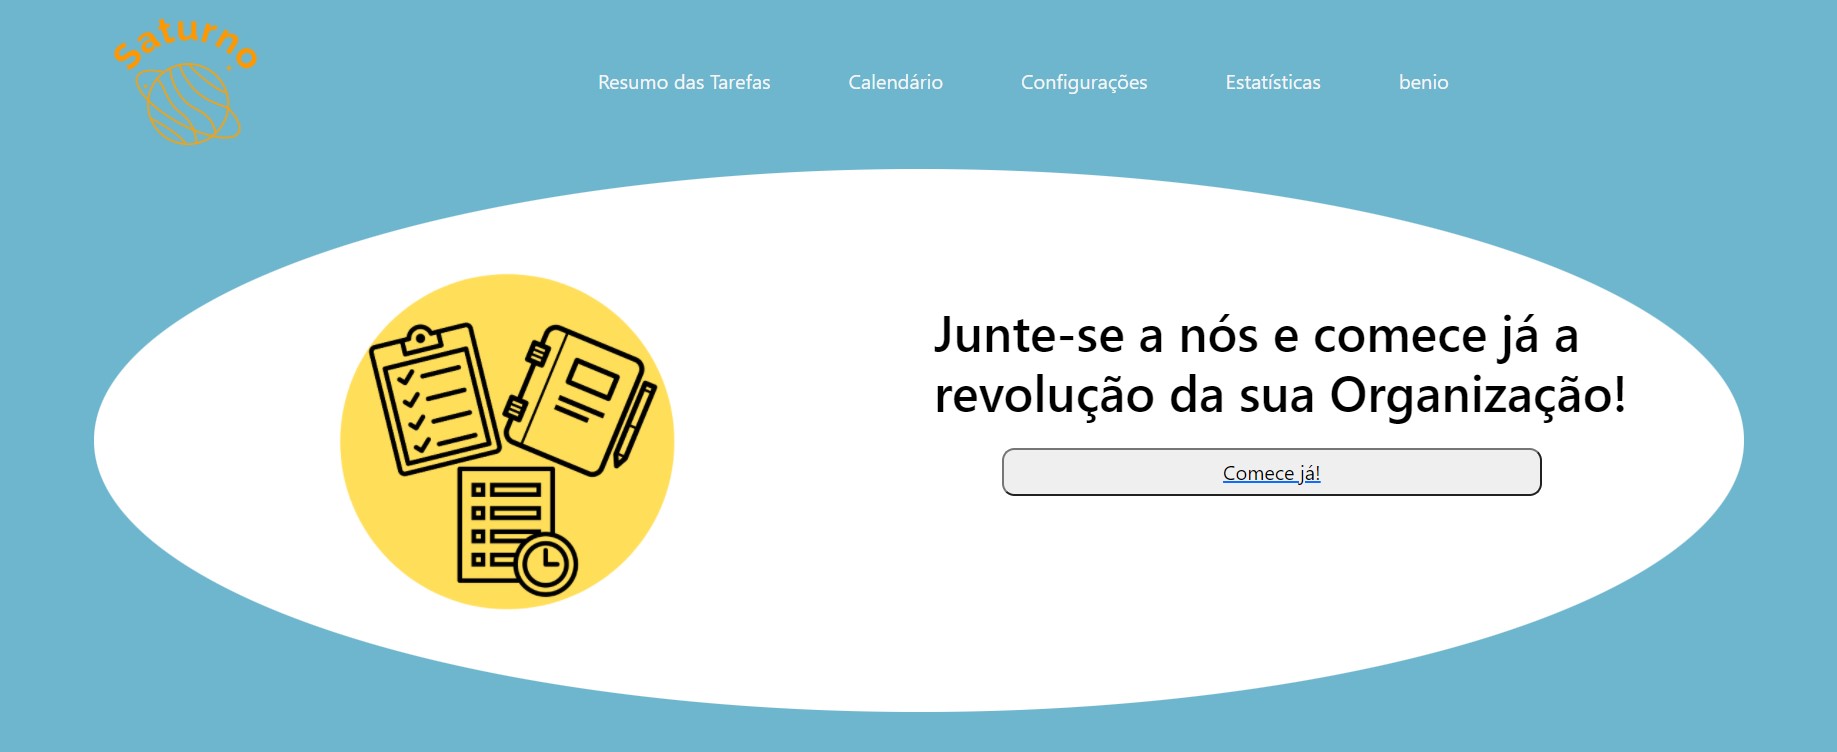 Saturno
Resumo das Tarefas
Calendário
Configurações
Estatísticas
benio
Junte-se a nós e comece já a
revolução da sua Organização!
Comece já!